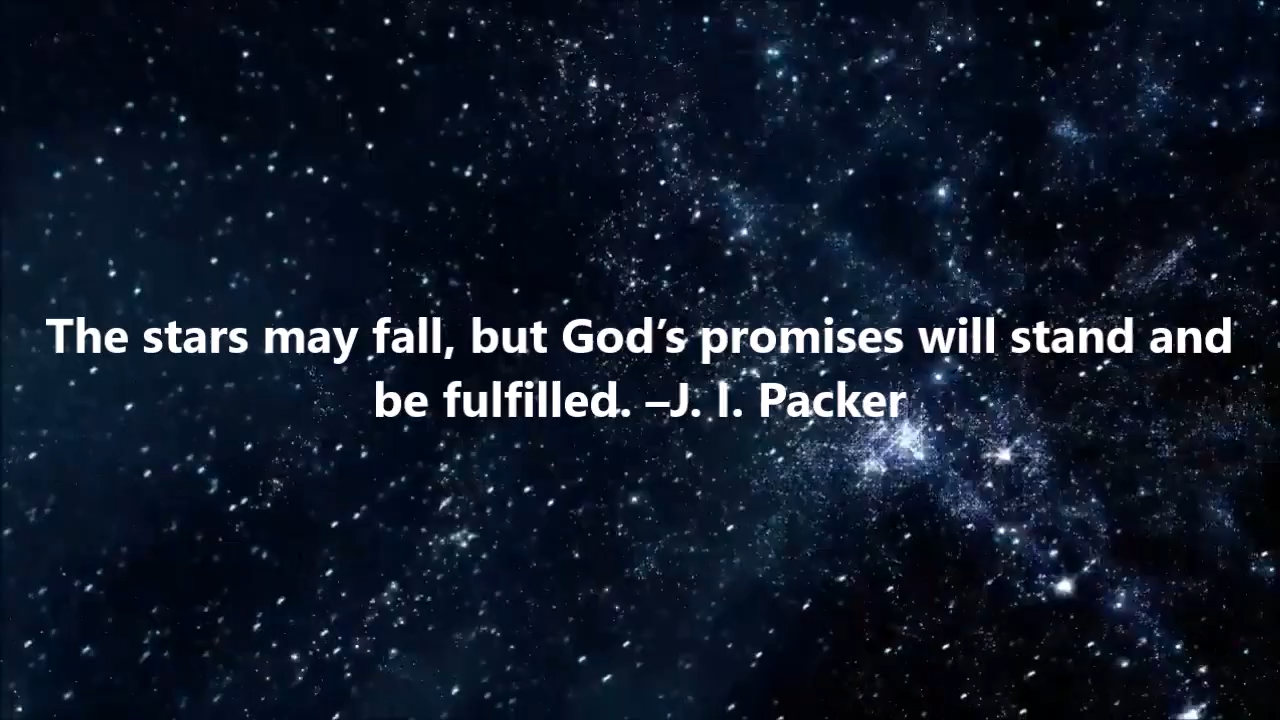 The stars may fall, but God’s promises will stand and
be fulfilled. –J. I. Packer